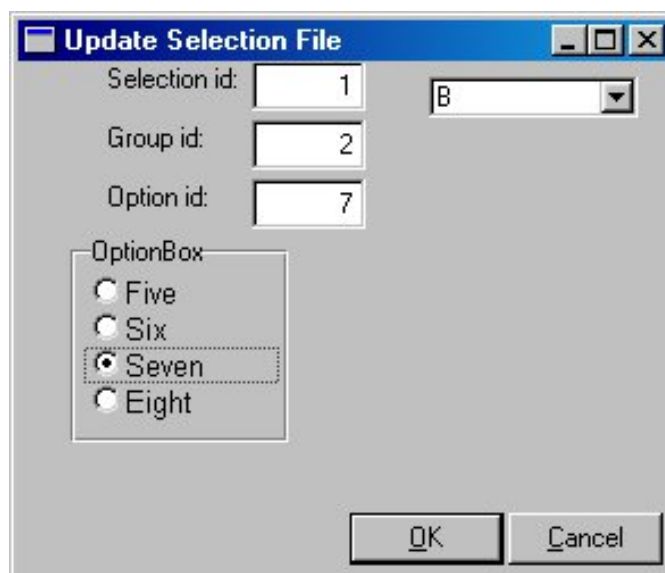 Update Selection File
Selection id: 1 B
Group id: 2
Option id: 7
OptionBox
Five
Six
Seven
Eight
OK Cancel